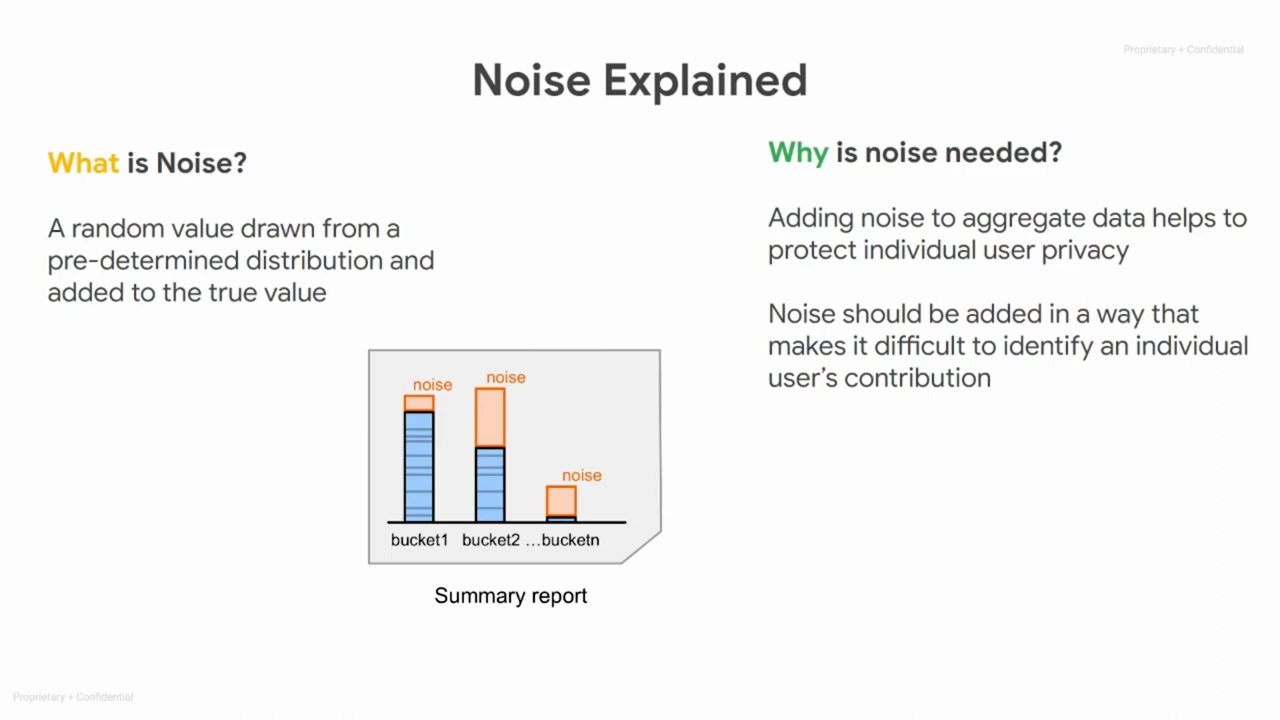 Proprietary + Confidential
Noise Explained
What is Noise?
A random value drawn from a
pre-determined distribution and
added to the true value
Why is noise needed?
Adding noise to aggregate data helps to
protect individual user privacy
Noise should be added in a way that
makes it difficult to identify an individual
user's contribution
noise
noise
noise
bucket1 bucket2 ...bucketn
Summary report
Proprietary + Confidential